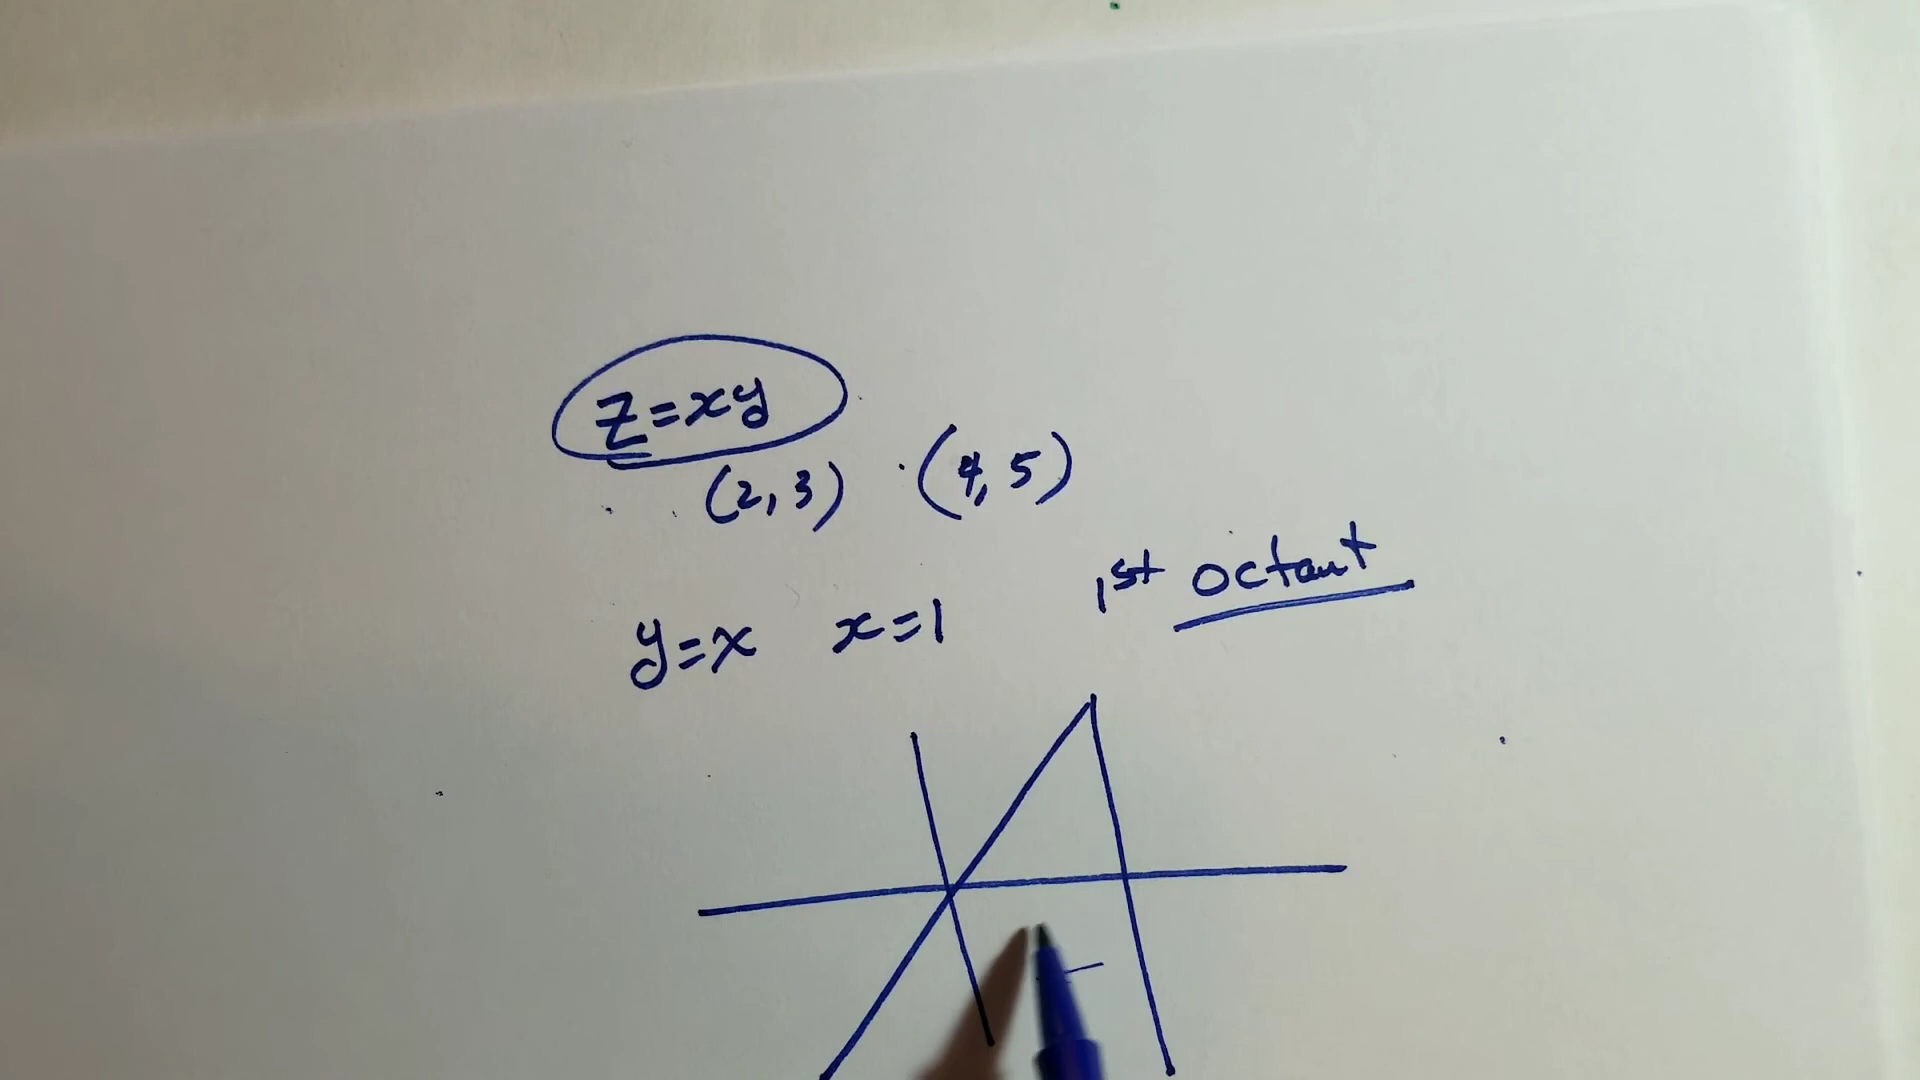 z=xy
(2,3) (4,5)
y=x x=1 1st octant